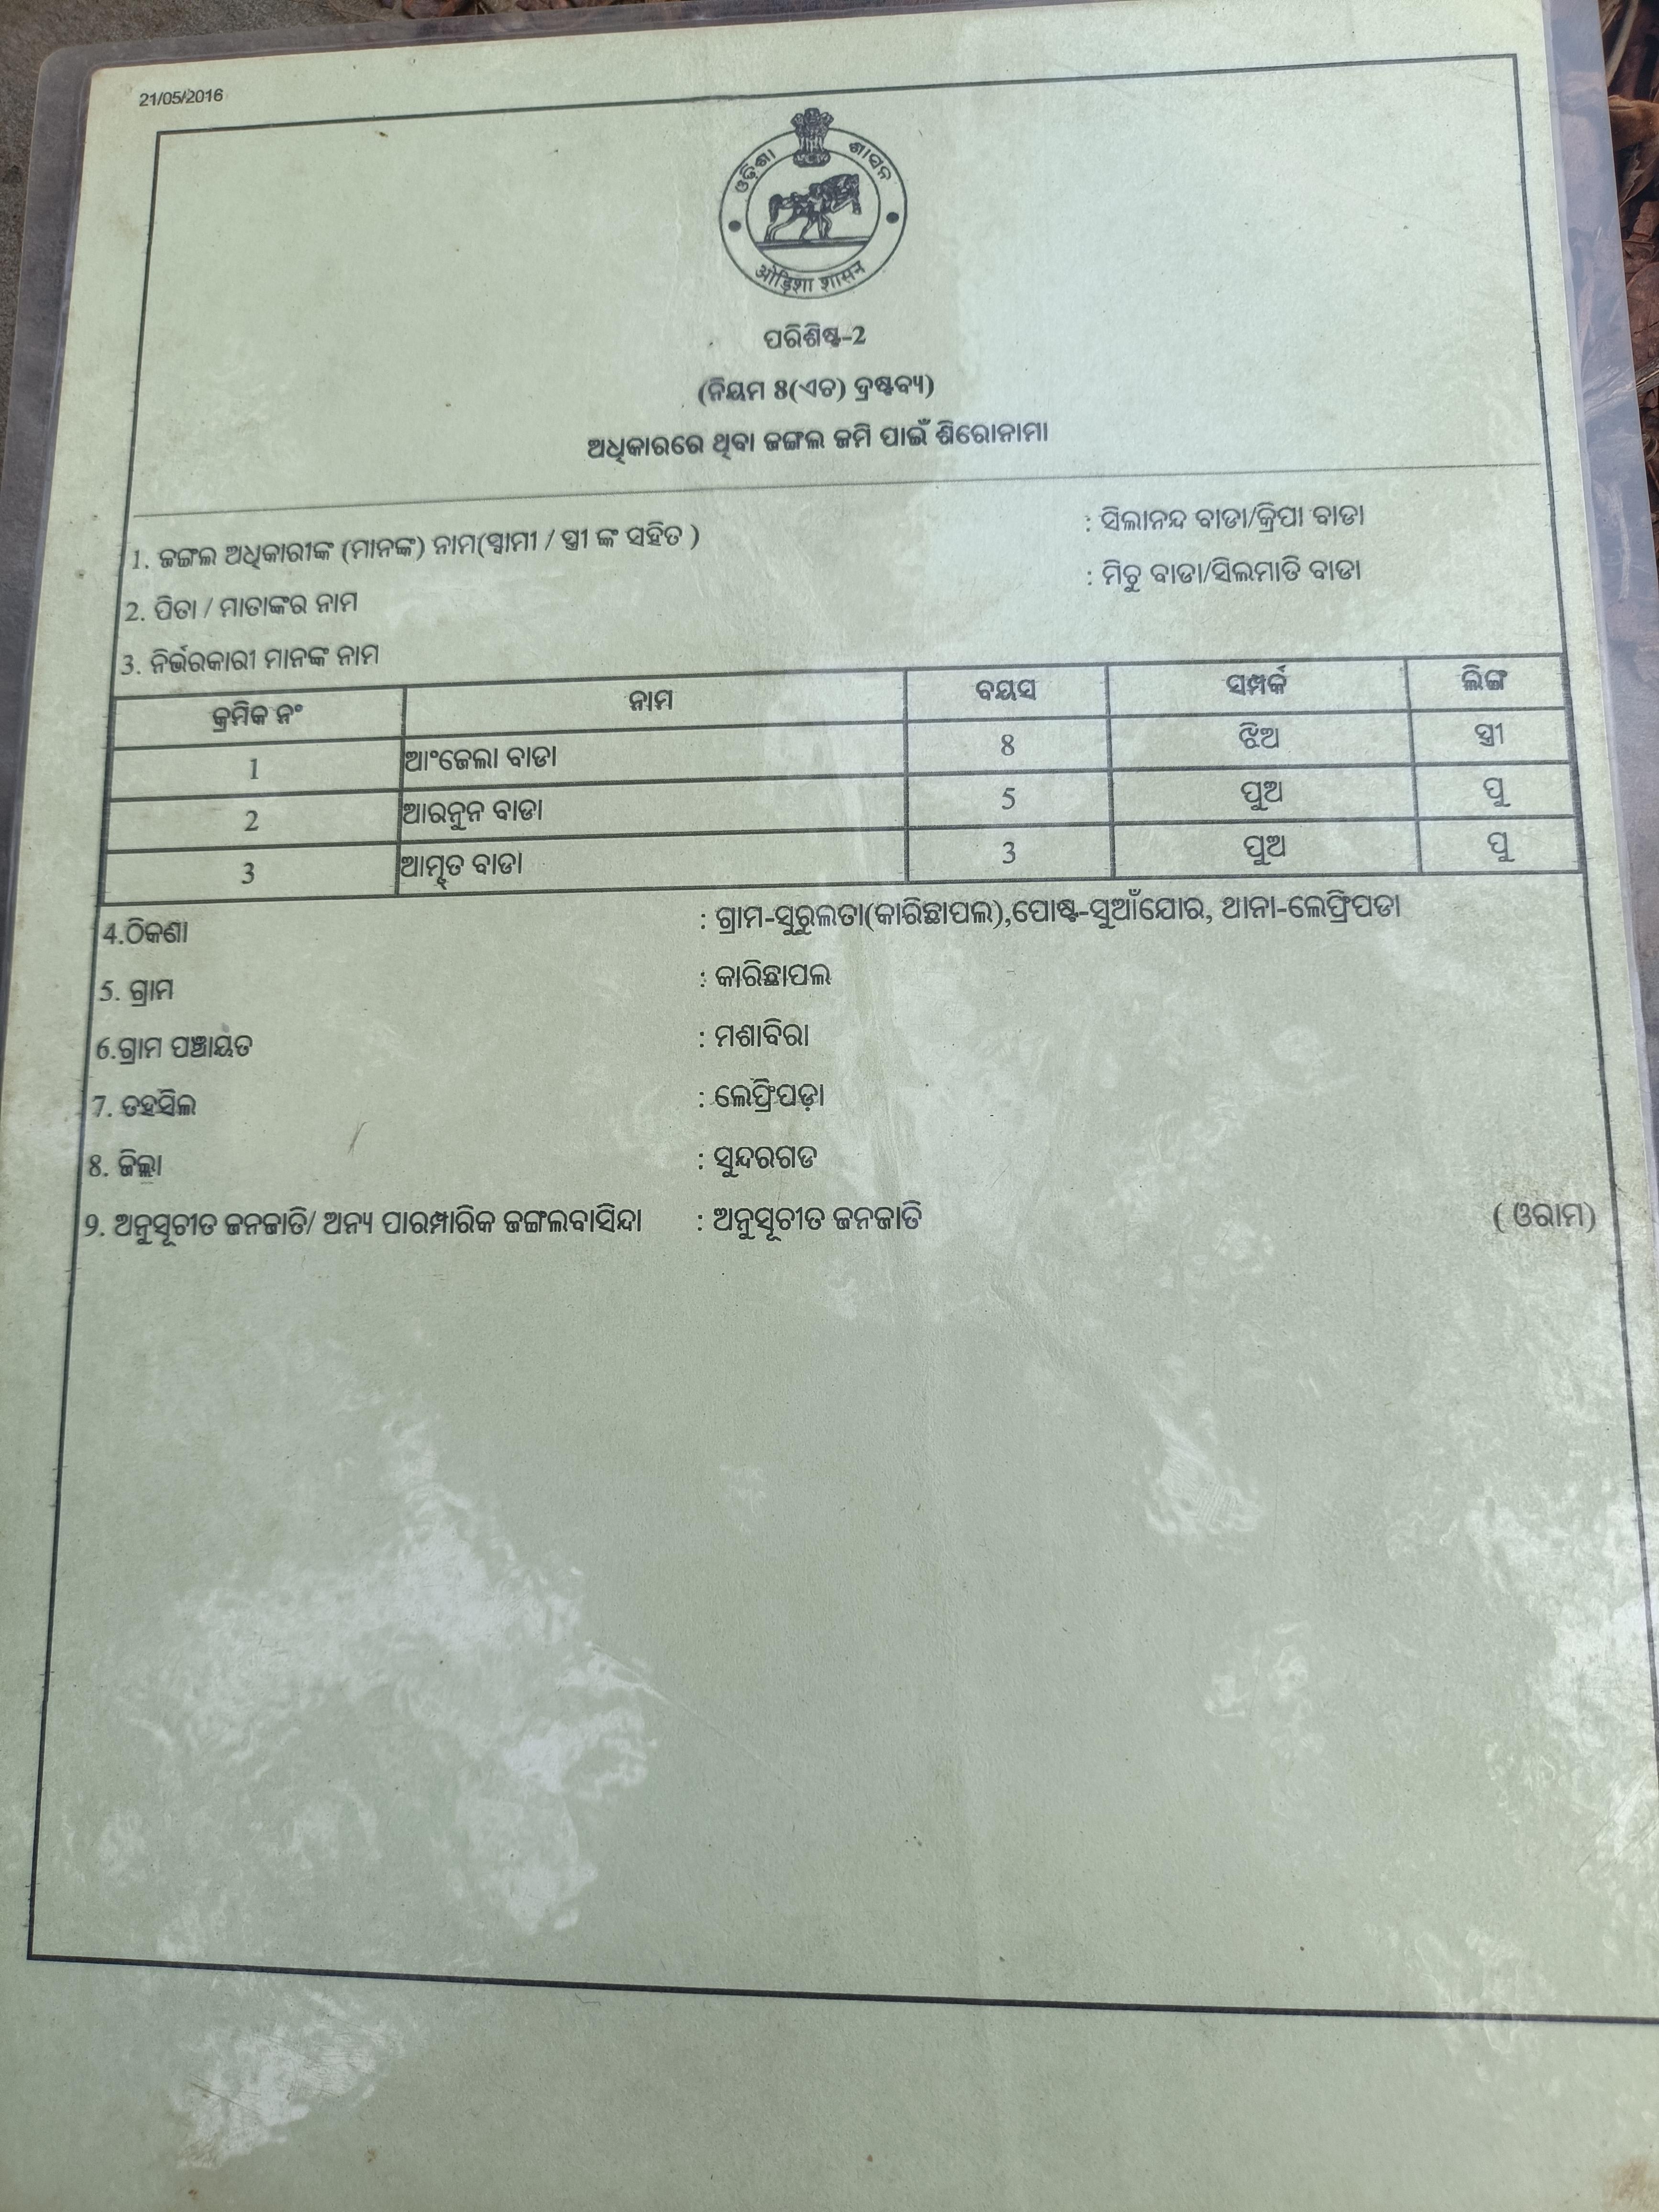 21/05/2016
ଓଡ଼ିଶା ଶାସନ
ओड़िशा शासन
ପରିଶିଷ୍ଟ-2
(ନିୟମ 8(ଏଚ) ଦ୍ରଷ୍ଟବ୍ୟ)
ଅଧିକାରରେ ଥିବା ଜଙ୍ଗଲ ଜମି ପାଇଁ ଶିରୋନାମା
1. ଜଙ୍ଗଲ ଅଧିକାରୀଙ୍କ (ମାନଙ୍କ) ନାମ(ସ୍ୱାମୀ / ସ୍ତ୍ରୀ ଙ୍କ ସହିତ ) : ସିଲାନନ୍ଦ ବାଡା/କ୍ରିପା ବାଡା
2. ପିତା / ମାତାଙ୍କର ନାମ : ମିଚୁ ବାଡା/ସିଲମାତି ବାଡା
3. ନିର୍ଭରକାରୀ ମାନଙ୍କ ନାମ
କ୍ରମିକ ନଂ ନାମ ବୟସ ସମ୍ପର୍କ ଲିଙ୍ଗ
1 ଆଂଜେଲା ବାଡା 8 ଝିଅ ସ୍ତ୍ରୀ
2 ଆରନୁନ ବାଡା 5 ପୁଅ ପୁ
3 ଆମୃତ ବାଡା 3 ପୁଅ ପୁ
4.ଠିକଣା : ଗ୍ରାମ-ସୁରୁଲତା(କାରିଛାପଲ),ପୋଷ୍ଟ-ସୁଆଁଯୋର, ଥାନା-ଲେଫ୍ରିପଡା
5. ଗ୍ରାମ : କାରିଛାପଲ
6.ଗ୍ରାମ ପଞ୍ଚାୟତ : ମଶାବିରା
7. ତହସିଲ : ଲେଫ୍ରିପଡ଼ା
8. ଜିଲ୍ଲା : ସୁନ୍ଦରଗଡ
9. ଅନୁସୂଚୀତ ଜନଜାତି/ ଅନ୍ୟ ପାରମ୍ପାରିକ ଜଙ୍ଗଲବାସିନ୍ଦା : ଅନୁସୂଚୀତ ଜନଜାତି ( ଓରାମ)